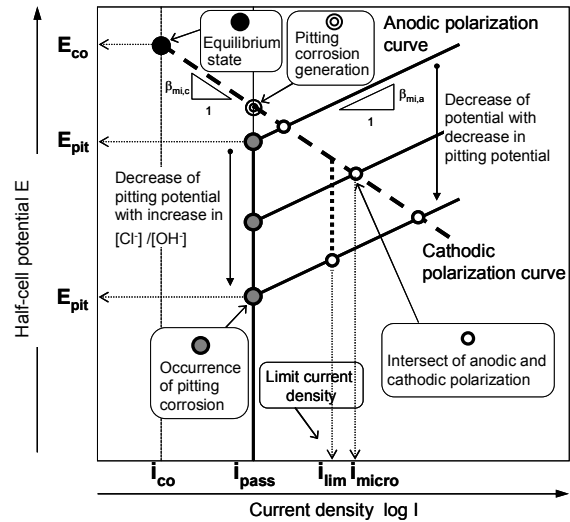 Anodic polarization
curve
E_co
Equilibrium
state
Pitting
corrosion
generation
β_mi,c
1
β_mi,a
1
Decrease of
potential with
decrease in
pitting potential
E_pit
Decrease of
pitting potential
with increase in
[Cl⁻] /[OH⁻]
Half-cell potential E
Cathodic
polarization curve
E_pit
Occurrence
of pitting
corrosion
Limit current
density
Intersect of anodic and
cathodic polarization
i_co
i_pass
i_lim
i_micro
Current density log I